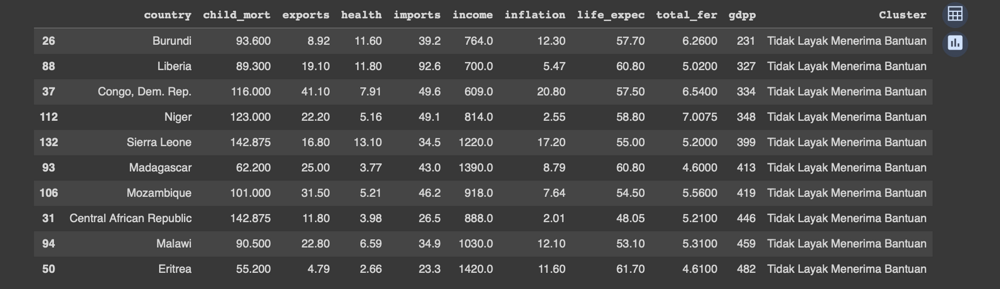 country child_mort exports health imports income inflation life_expec total_fer gdpp Cluster
26 Burundi 93.600 8.92 11.60 39.2 764.0 12.30 57.70 6.2600 231 Tidak Layak Menerima Bantuan
88 Liberia 89.300 19.10 11.80 92.6 700.0 5.47 60.80 5.0200 327 Tidak Layak Menerima Bantuan
37 Congo, Dem. Rep. 116.000 41.10 7.91 49.6 609.0 20.80 57.50 6.5400 334 Tidak Layak Menerima Bantuan
112 Niger 123.000 22.20 5.16 49.1 814.0 2.55 58.80 7.0075 348 Tidak Layak Menerima Bantuan
132 Sierra Leone 142.875 16.80 13.10 34.5 1220.0 17.20 55.00 5.2000 399 Tidak Layak Menerima Bantuan
93 Madagascar 62.200 25.00 3.77 43.0 1390.0 8.79 60.80 4.6000 413 Tidak Layak Menerima Bantuan
106 Mozambique 101.000 31.50 5.21 46.2 918.0 7.64 54.50 5.5600 419 Tidak Layak Menerima Bantuan
31 Central African Republic 142.875 11.80 3.98 26.5 888.0 2.01 48.05 5.2100 446 Tidak Layak Menerima Bantuan
94 Malawi 90.500 22.80 6.59 34.9 1030.0 12.10 53.10 5.3100 459 Tidak Layak Menerima Bantuan
50 Eritrea 55.200 4.79 2.66 23.3 1420.0 11.60 61.70 4.6100 482 Tidak Layak Menerima Bantuan